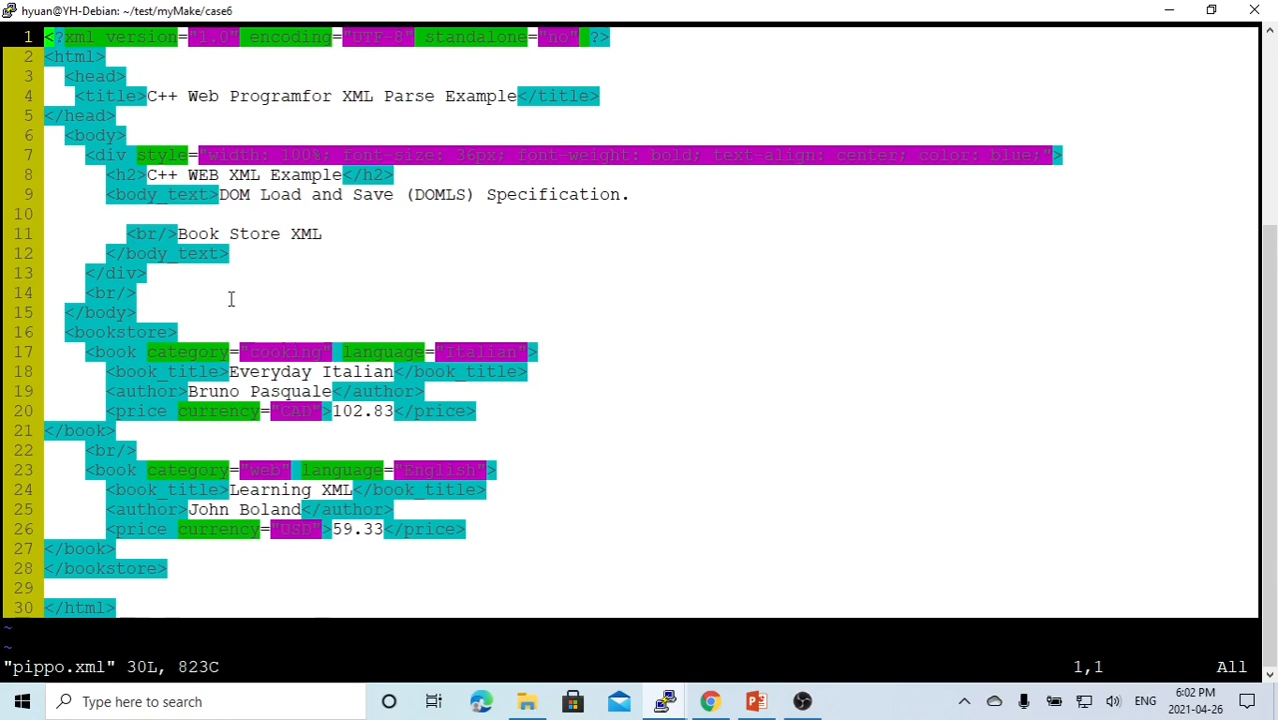 hyuan@YH-Debian: ~/test/myMake/case6
1 <?xml version="1.0" encoding="UTF-8" standalone="no" ?>
2 <html>
3   <head>
4    <title>C++ Web Programfor XML Parse Example</title>
5 </head>
6   <body>
7     <div style="width: 100%; font-size: 36px; font-weight: bold; text-align: center; color: blue;">
8       <h2>C++ WEB XML Example</h2>
9       <body_text>DOM Load and Save (DOMLS) Specification.
10
11         <br/>Book Store XML
12       </body_text>
13     </div>
14     <br/>
15   </body>
16   <bookstore>
17     <book category="cooking" language="Italian">
18       <book_title>Everyday Italian</book_title>
19       <author>Bruno Pasquale</author>
20       <price currency="CAD">102.83</price>
21 </book>
22     <br/>
23     <book category="web" language="English">
24       <book_title>Learning XML</book_title>
25       <author>John Boland</author>
26       <price currency="USD">59.33</price>
27 </book>
28 </bookstore>
29
30 </html>
~
~
"pippo.xml" 30L, 823C 1,1 All
Type here to search
ENG
6:02 PM
2021-04-26